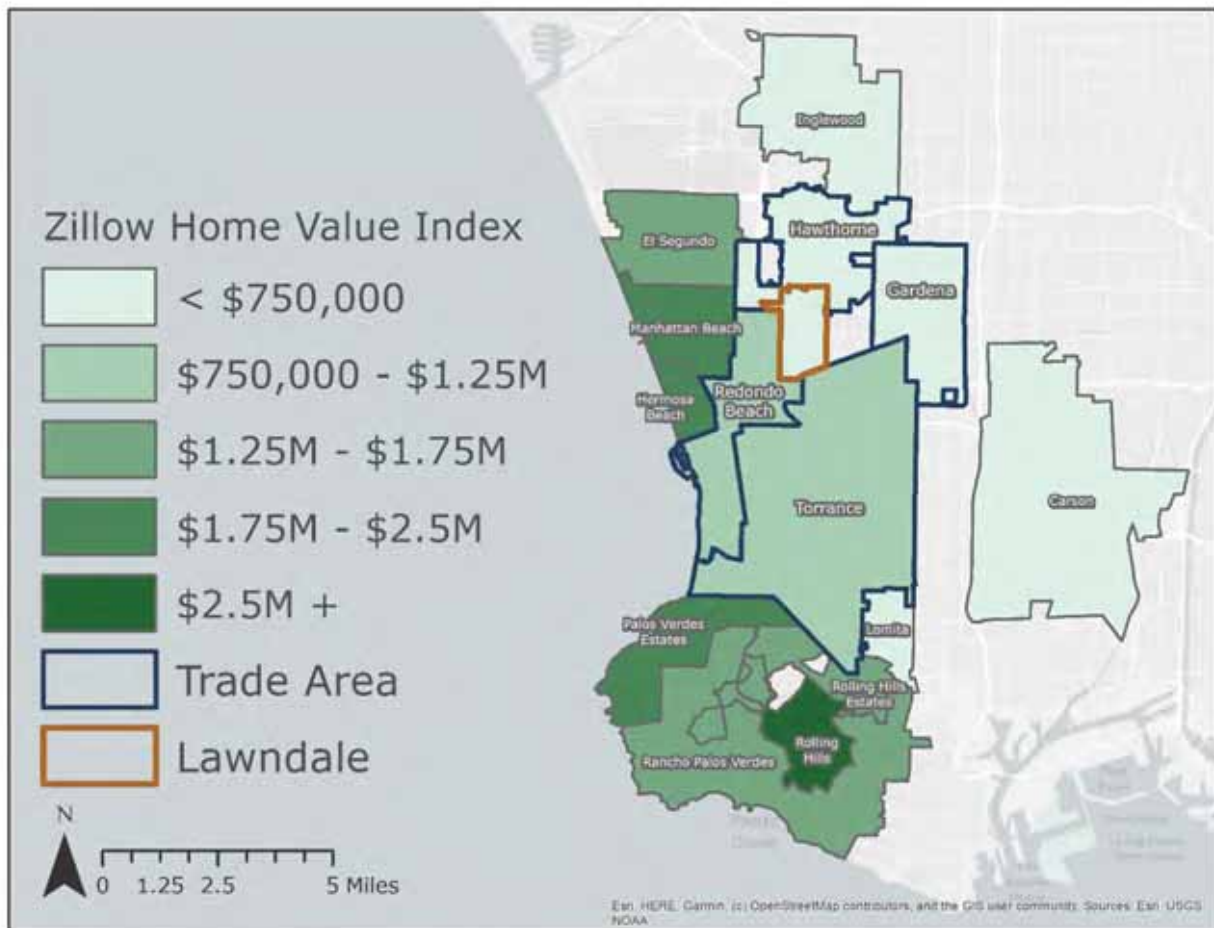 Zillow Home Value Index
< $750,000
$750,000 - $1.25M
$1.25M - $1.75M
$1.75M - $2.5M
$2.5M +
Trade Area
Lawndale
N
0 1.25 2.5 5 Miles
Inglewood
Hawthorne
El Segundo
Gardena
Manhattan Beach
Redondo
Beach
Hermosa
Beach
Torrance
Carson
Lomita
Palos Verdes
Estates
Rolling Hills
Estates
Rolling
Hills
Rancho Palos Verdes
Esri, HERE, Garmin, (c) OpenStreetMap contributors, and the GIS user community, Sources: Esri, USGS,
NOAA